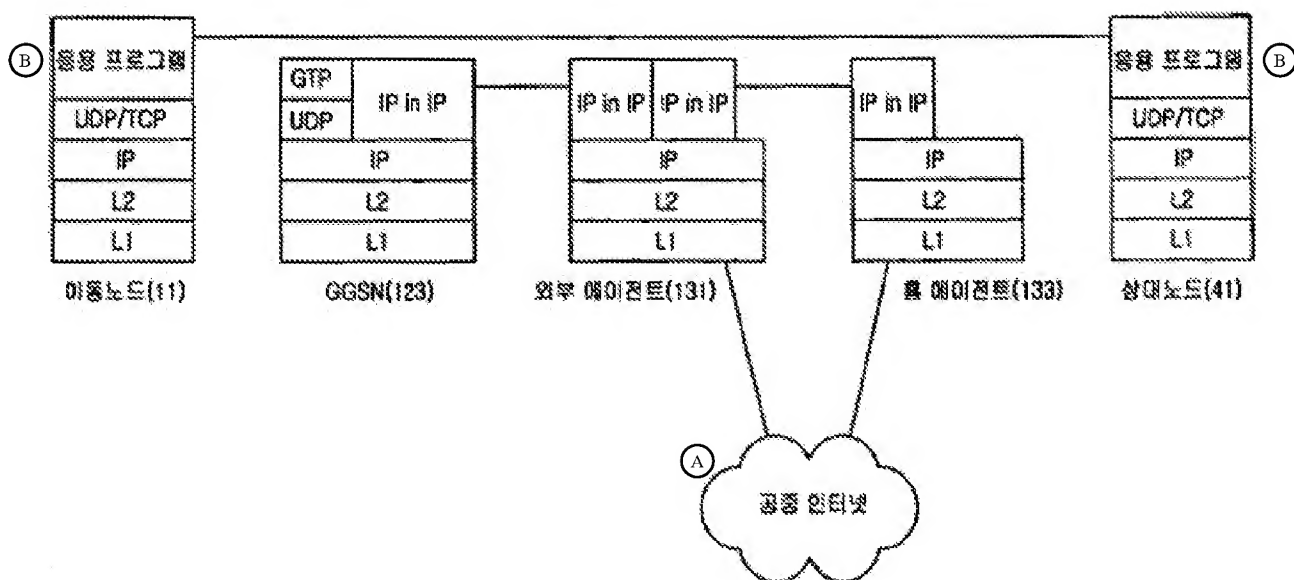 B
응용 프로그램
UDP/TCP
IP
L2
L1
이동노드(11)
GTP
UDP
IP in IP
IP
L2
L1
GGSN(123)
IP in IP
IP in IP
IP
L2
L1
외부 에이전트(131)
IP in IP
IP
L2
L1
홈 에이전트(133)
응용 프로그램
B
UDP/TCP
IP
L2
L1
상대노드(41)
A
공중 인터넷